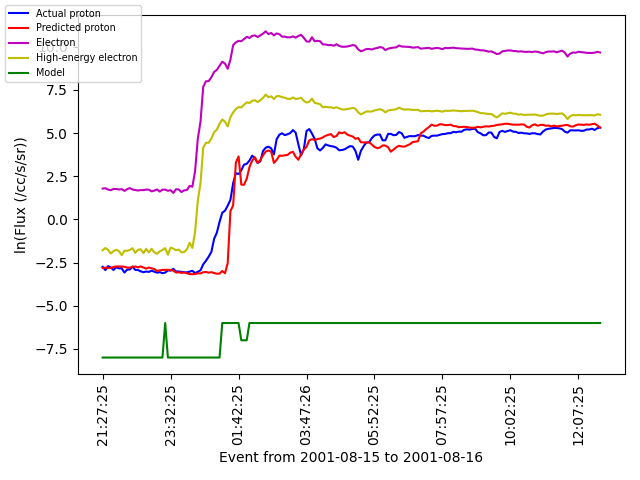 Actual proton
Predicted proton
Electron
High-energy electron
Model
10.0
7.5
5.0
2.5
0.0
−2.5
−5.0
−7.5
ln(Flux (/cc/s/sr))
21:27:25
23:32:25
01:42:25
03:47:26
05:52:25
07:57:25
10:02:25
12:07:25
Event from 2001-08-15 to 2001-08-16